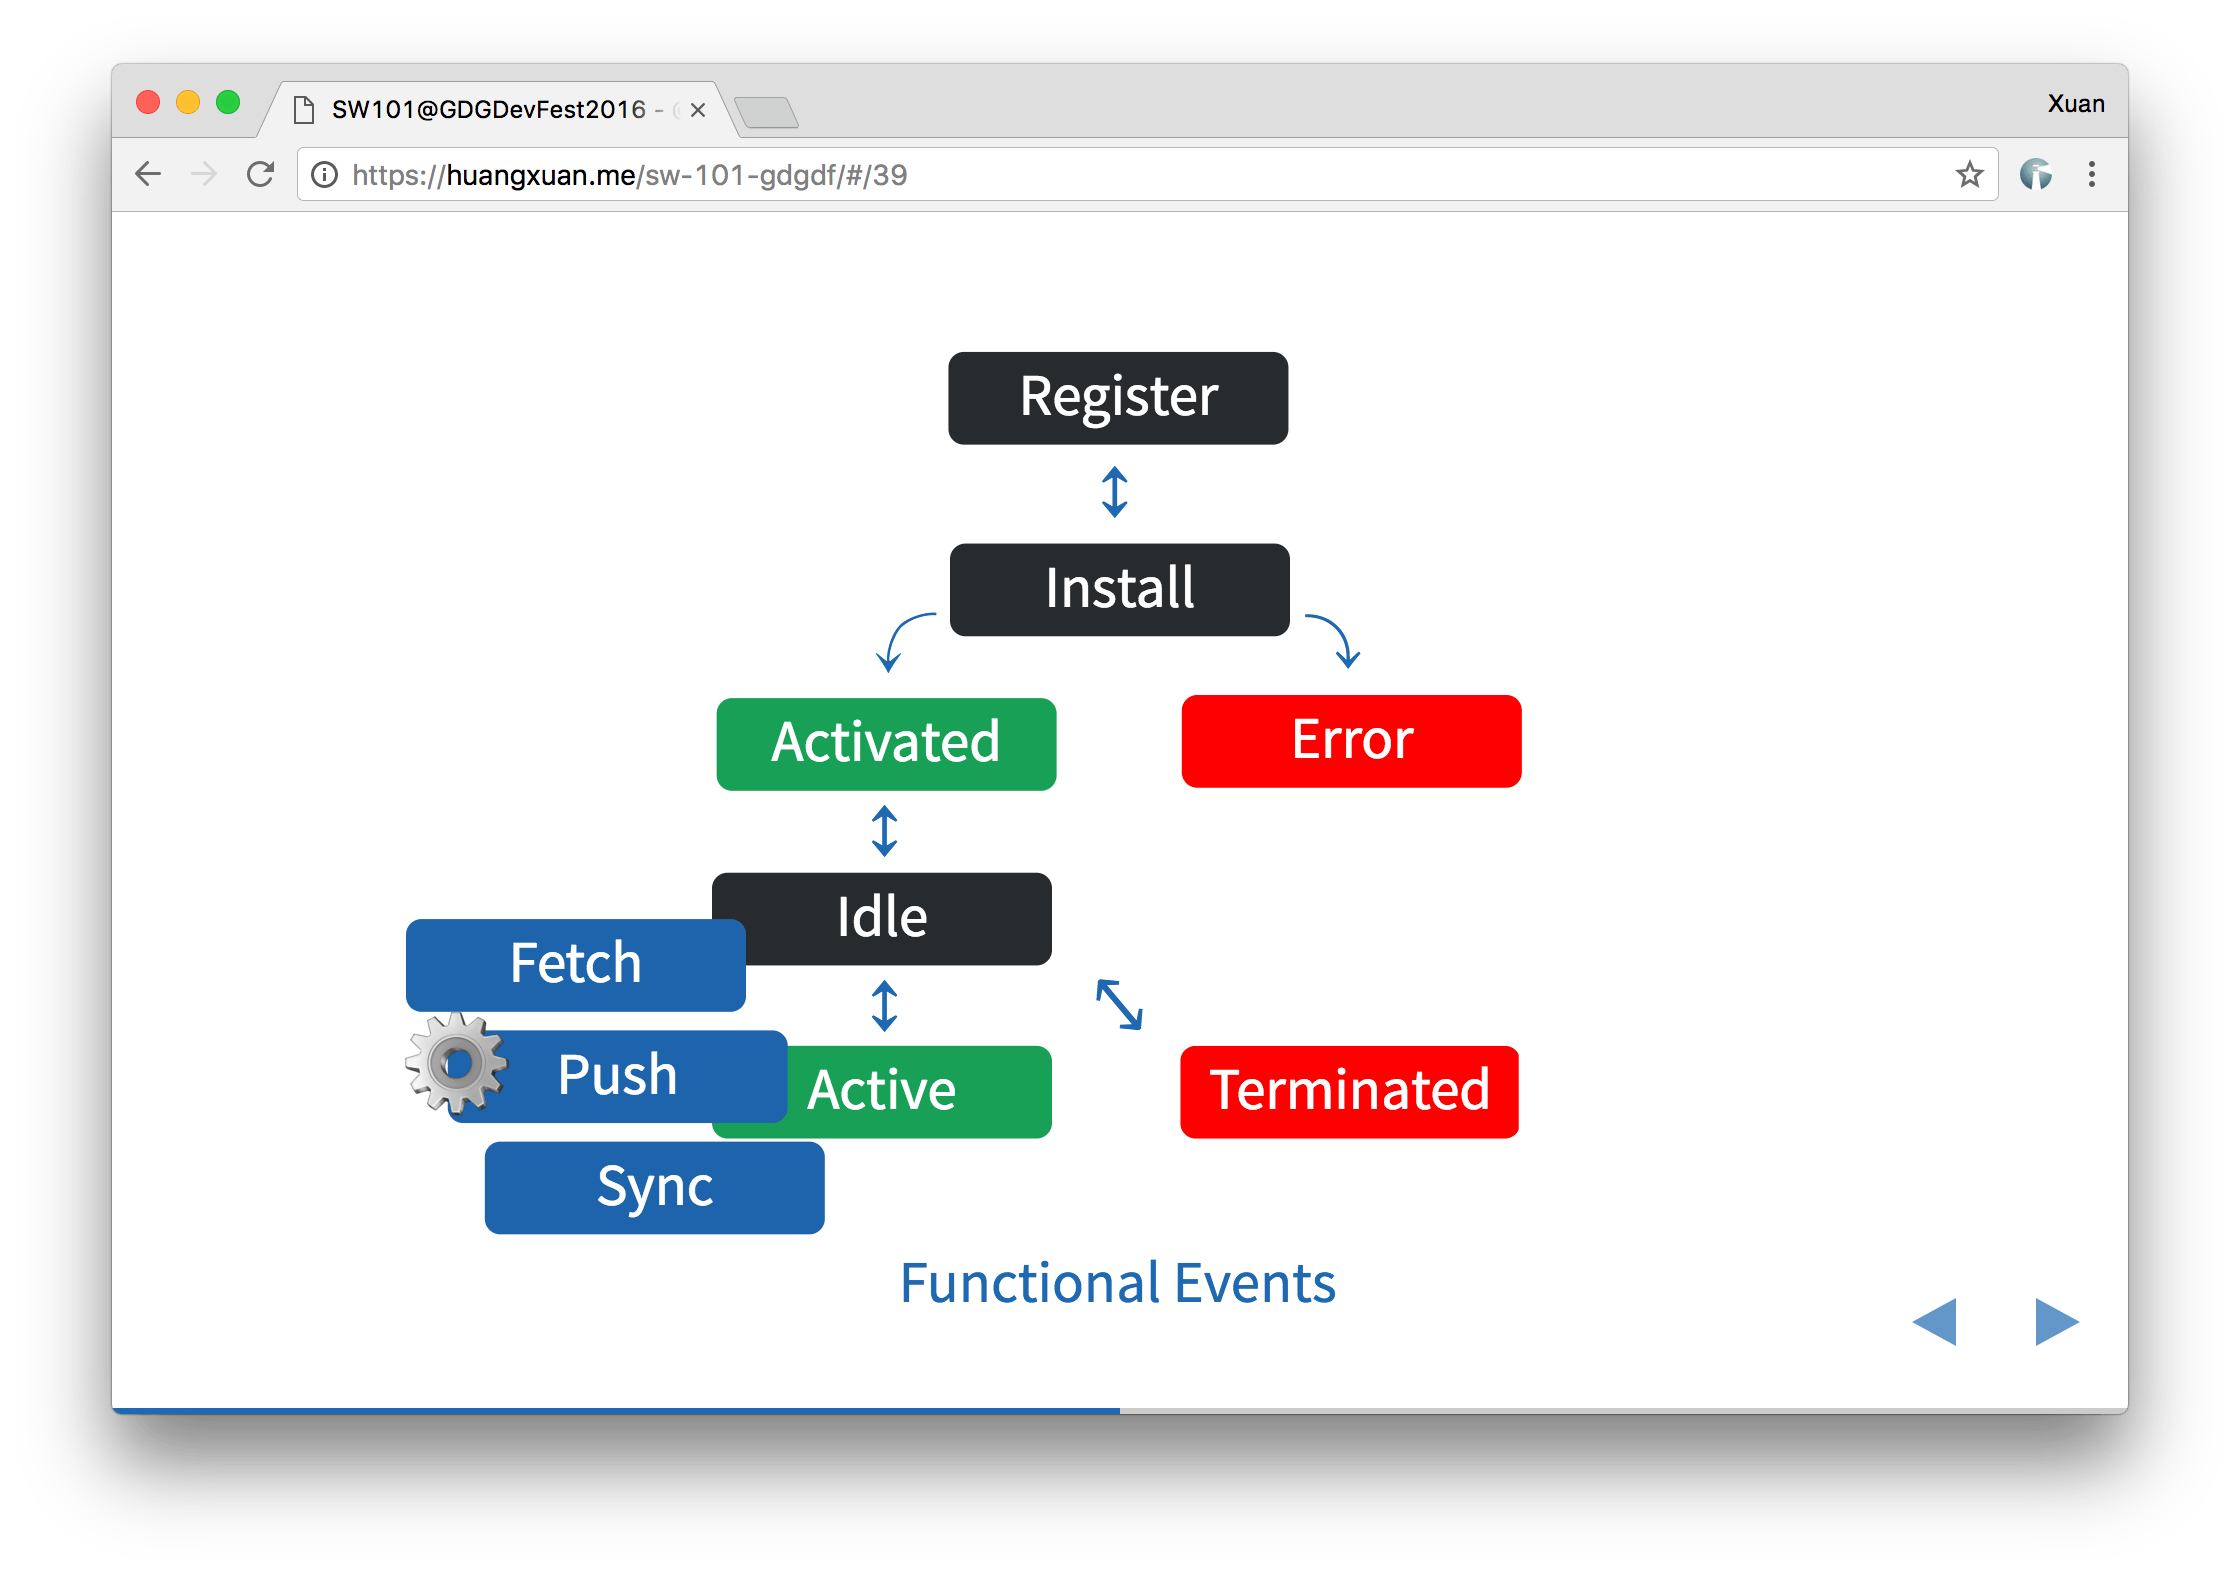 SW101@GDGDevFest2016 -
Xuan
https://huangxuan.me/sw-101-gdgdf/#/39
Register
Install
Activated
Error
Idle
Fetch
Push
Active
Terminated
Sync
Functional Events